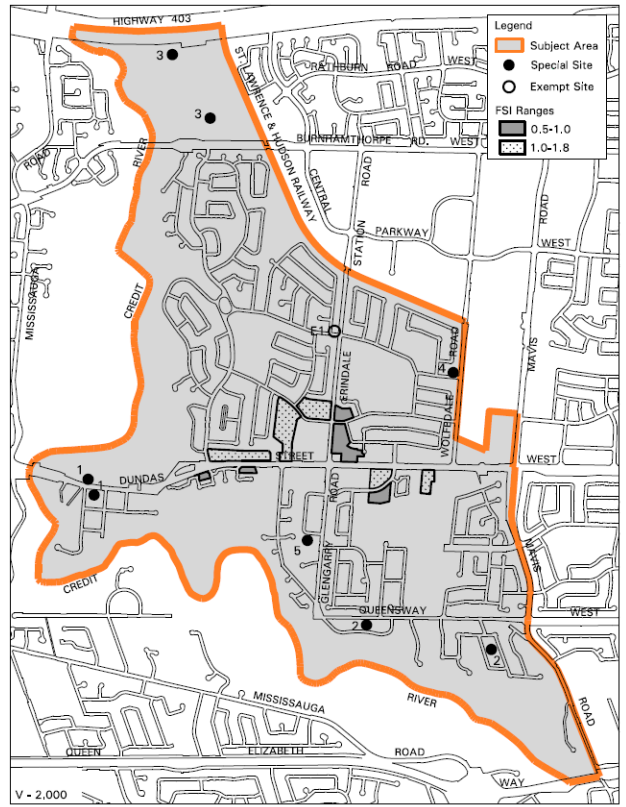 HIGHWAY 403
Legend
Subject Area
Special Site
Exempt Site
FSI Ranges
0.5-1.0
1.0-1.8
3
3
ST. LAWRENCE & HUDSON RAILWAY
RATHBURN ROAD WEST
BURNHAMTHORPE RD. WEST
ROAD
RIVER
CENTRAL
PARKWAY
WEST
ROAD
STATION
ROAD
MISSISSAUGA
CREDIT
E1
ERINDALE
4
ROAD
WOLFEDALE
MAVIS
STREET
WEST
1
DUNDAS
1
ROAD
5
GLENGARRY
MAVIS
CREDIT
QUEENSWAY
WEST
2
2
MISSISSAUGA
RIVER
ROAD
QUEEN
ELIZABETH
ROAD
WAY
V - 2,000